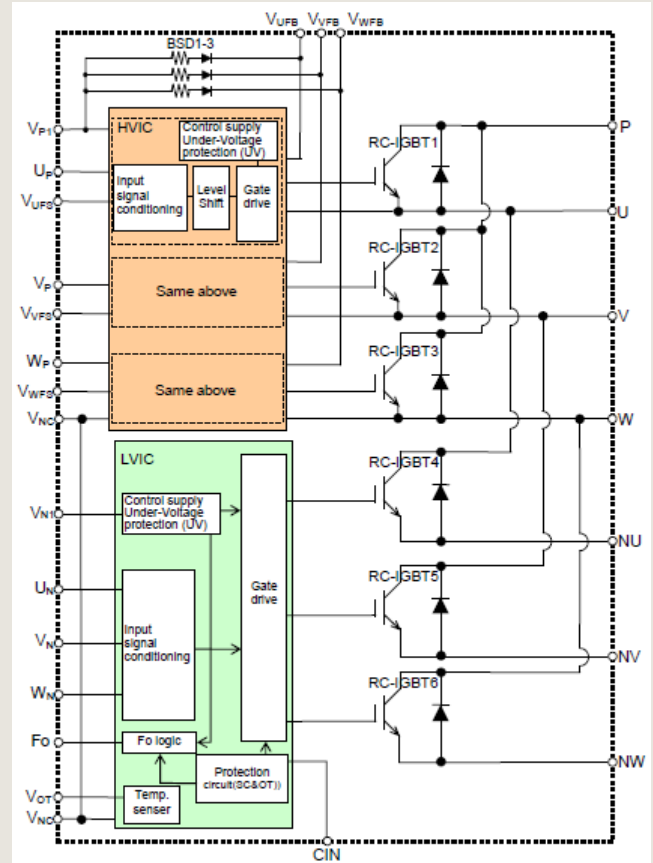 VUFB VVFB VWFB
BSD1-3
VP1
HVIC
Control supply
Under-Voltage
protection (UV)
RC-IGBT1
P
UP
Input
signal
conditioning
Level
Shift
Gate
drive
VUFS
U
RC-IGBT2
VP
Same above
VVFS
V
RC-IGBT3
WP
Same above
VWFS
VNC
W
LVIC
RC-IGBT4
VN1
Control supply
Under-Voltage
protection (UV)
NU
UN
Gate
drive
RC-IGBT5
VN
Input
signal
conditioning
NV
WN
RC-IGBT6
Fo
Fo logic
NW
Protection
circuit(SC&OT))
VOT
Temp.
senser
VNC
CIN